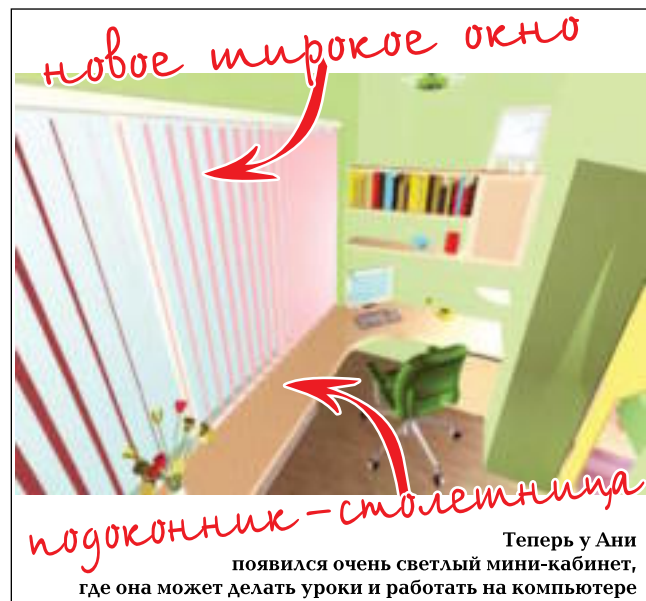 новое широкое окно
подоконник – столешница
Теперь у Ани
появился очень светлый мини-кабинет,
где она может делать уроки и работать на компьютере